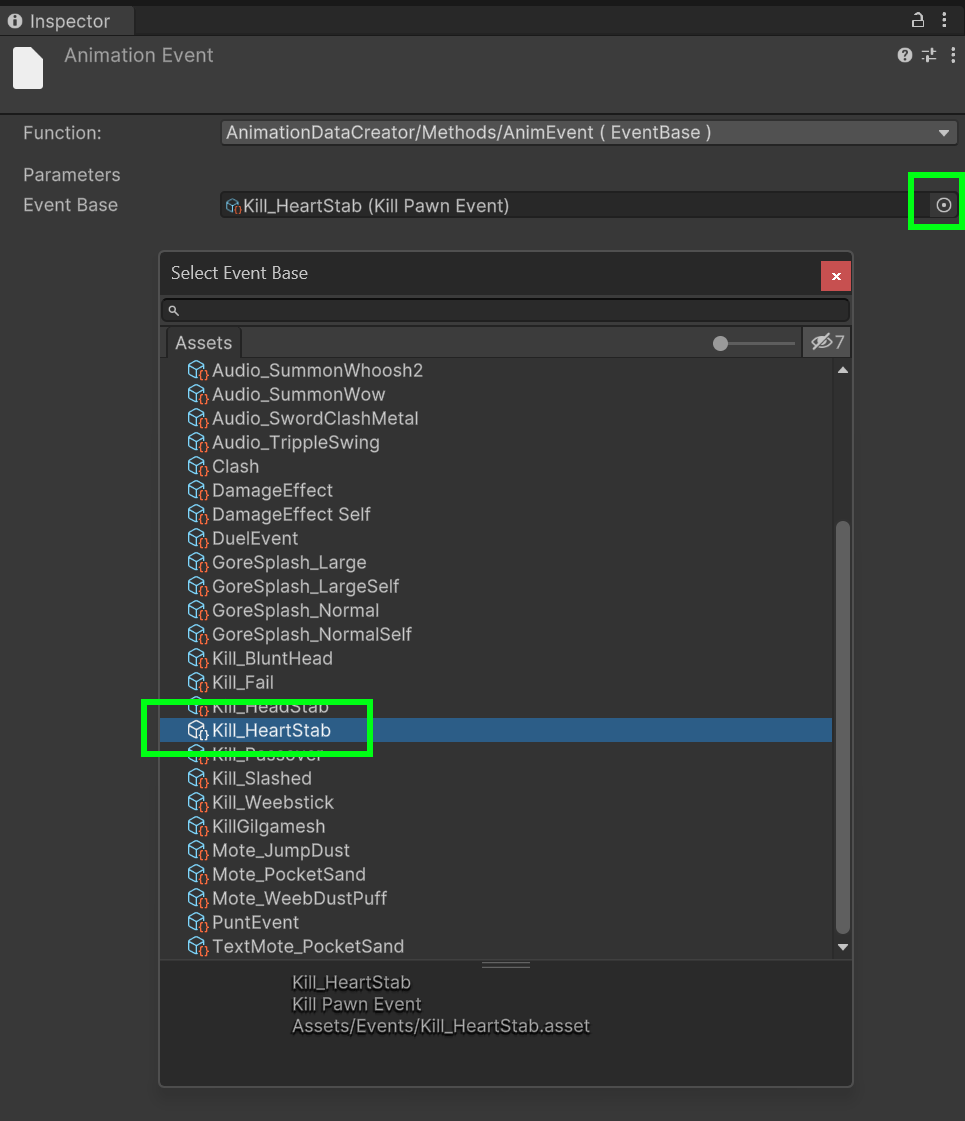 Inspector
Animation Event
Function:
AnimationDataCreator/Methods/AnimEvent ( EventBase )
Parameters
Event Base
Kill_HeartStab (Kill Pawn Event)
Select Event Base
Assets
7
Audio_SummonWhoosh2
Audio_SummonWow
Audio_SwordClashMetal
Audio_TrippleSwing
Clash
DamageEffect
DamageEffect Self
DuelEvent
GoreSplash_Large
GoreSplash_LargeSelf
GoreSplash_Normal
GoreSplash_NormalSelf
Kill_BluntHead
Kill_Fail
Kill_HeadStab
Kill_HeartStab
Kill_Passover
Kill_Slashed
Kill_Weebstick
KillGilgamesh
Mote_JumpDust
Mote_PocketSand
Mote_WeebDustPuff
PuntEvent
TextMote_PocketSand
Kill_HeartStab
Kill Pawn Event
Assets/Events/Kill_HeartStab.asset